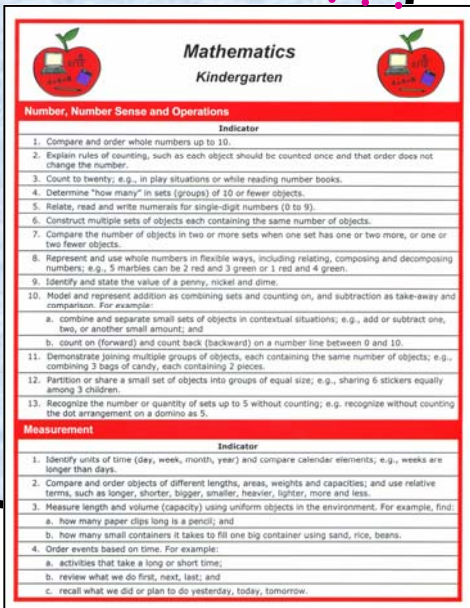 Mathematics
Kindergarten
Number, Number Sense and Operations
Indicator
1. Compare and order whole numbers up to 10.
2. Explain rules of counting, such as each object should be counted once and that order does not
change the number.
3. Count to twenty; e.g., in play situations or while reading number books.
4. Determine "how many" in sets (groups) of 10 or fewer objects.
5. Relate, read and write numerals for single-digit numbers (0 to 9).
6. Construct multiple sets of objects each containing the same number of objects.
7. Compare the number of objects in two or more sets when one set has one or two more, or one or
two fewer objects.
8. Represent and use whole numbers in flexible ways, including relating, composing and decomposing
numbers; e.g., 5 marbles can be 2 red and 3 green or 1 red and 4 green.
9. Identify and state the value of a penny, nickel and dime.
10. Model and represent addition as combining sets and counting on, and subtraction as take-away and
comparison. For example:
a. combine and separate small sets of objects in contextual situations; e.g., add or subtract one,
two, or another small amount; and
b. count on (forward) and count back (backward) on a number line between 0 and 10.
11. Demonstrate joining multiple groups of objects, each containing the same number of objects; e.g.,
combining 3 bags of candy, each containing 2 pieces.
12. Partition or share a small set of objects into groups of equal size; e.g., sharing 6 stickers equally
among 3 children.
13. Recognize the number or quantity of sets up to 5 without counting; e.g. recognize without counting
the dot arrangement on a domino as 5.
Measurement
Indicator
1. Identify units of time (day, week, month, year) and compare calendar elements; e.g., weeks are
longer than days.
2. Compare and order objects of different lengths, areas, weights and capacities; and use relative
terms, such as longer, shorter, bigger, smaller, heavier, lighter, more and less.
3. Measure length and volume (capacity) using uniform objects in the environment. For example, find:
a. how many paper clips long is a pencil; and
b. how many small containers it takes to fill one big container using sand, rice, beans.
4. Order events based on time. For example:
a. activities that take a long or short time;
b. review what we do first, next, last; and
c. recall what we did or plan to do yesterday, today, tomorrow.